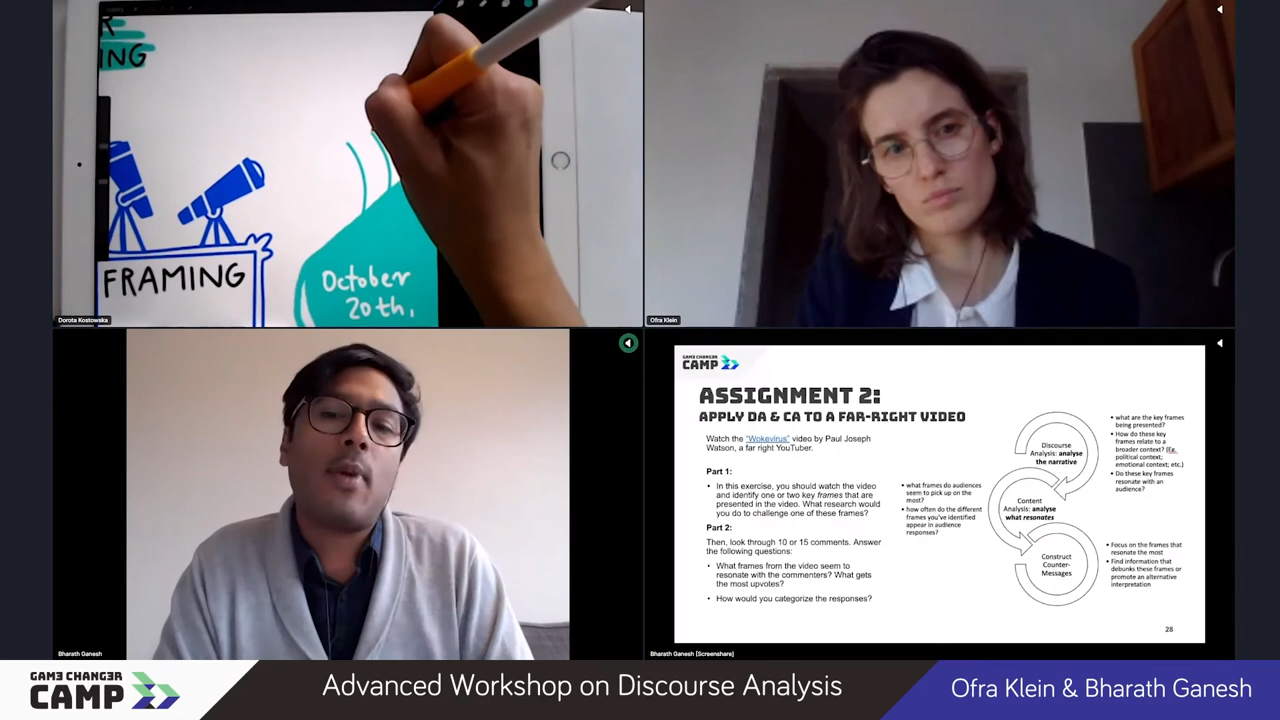 R
ING
FRAMING
October
20th,
Dorota Kostowska
Ofra Klein
Bharath Ganesh
GAM3 CHANG3R
CAMP
ASSIGNMENT 2:
APPLY DA & CA TO A FAR-RIGHT VIDEO
Watch the "Wokevirus" video by Paul Joseph
Watson, a far right YouTuber.
Part 1:
• In this exercise, you should watch the video
and identify one or two key frames that are
presented in the video. What research would
you do to challenge one of these frames?
Part 2:
Then, look through 10 or 15 comments. Answer
the following questions:
• What frames from the video seem to
resonate with the commenters? What gets
the most upvotes?
• How would you categorize the responses?
• what frames do audiences
seem to pick up on the
most?
• how often do the different
frames you've identified
appear in audience
responses?
Discourse
Analysis: analyse
the narrative
Content
Analysis: analyse
what resonates
Construct
Counter-
Messages
• what are the key frames
being presented?
• How do these key
frames relate to a
broader context? (Eg.
political context;
emotional context; etc.)
• Do these key frames
resonate with an
audience?
• Focus on the frames that
resonate the most
• Find information that
debunks these frames or
promote an alternative
interpretation
28
Bharath Ganesh [Screenshare]
GAM3 CHANG3R
CAMP
Advanced Workshop on Discourse Analysis
Ofra Klein & Bharath Ganesh